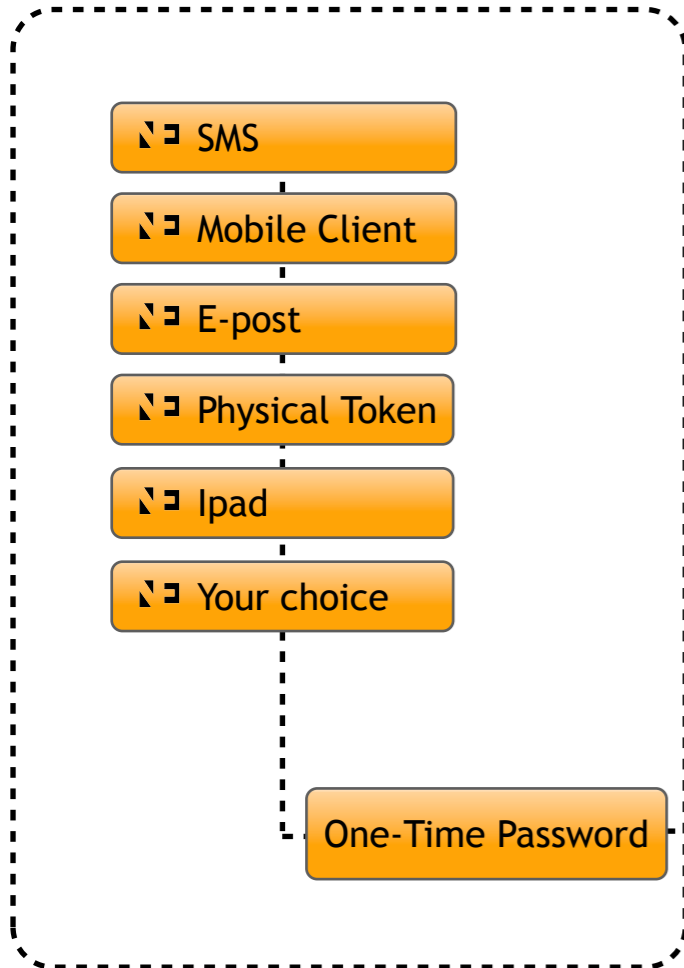 SMS
Mobile Client
E-post
Physical Token
Ipad
Your choice
One-Time Password